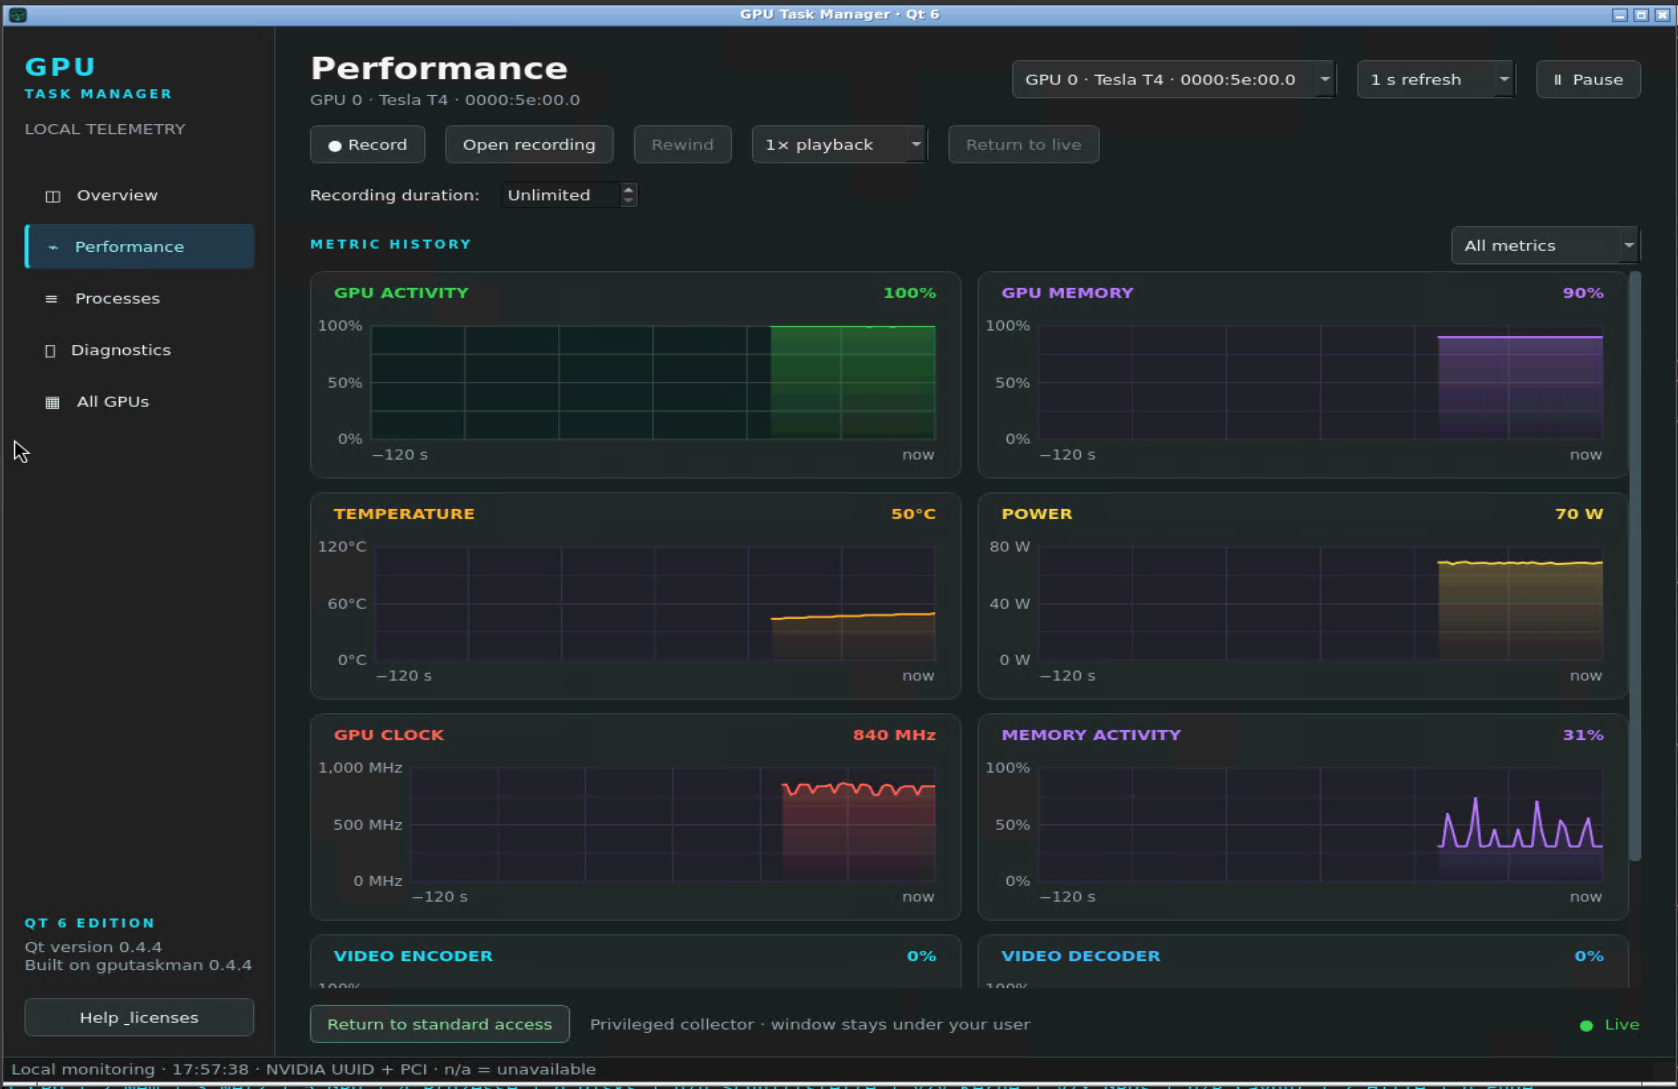 GPU Task Manager · Qt 6
GPU
TASK MANAGER
LOCAL TELEMETRY
Overview
Performance
Processes
Diagnostics
All GPUs
QT 6 EDITION
Qt version 0.4.4
Built on gputaskman 0.4.4
Help _licenses
Performance
GPU 0 · Tesla T4 · 0000:5e:00.0
GPU 0 · Tesla T4 · 0000:5e:00.0
1 s refresh
Pause
Record
Open recording
Rewind
1× playback
Return to live
Recording duration:
Unlimited
METRIC HISTORY
All metrics
GPU ACTIVITY
100%
100%
50%
0%
−120 s
now
GPU MEMORY
90%
100%
50%
0%
−120 s
now
TEMPERATURE
50°C
120°C
60°C
0°C
−120 s
now
POWER
70 W
80 W
40 W
0 W
−120 s
now
GPU CLOCK
840 MHz
1,000 MHz
500 MHz
0 MHz
−120 s
now
MEMORY ACTIVITY
31%
100%
50%
0%
−120 s
now
VIDEO ENCODER
0%
100%
VIDEO DECODER
0%
100%
Return to standard access
Privileged collector · window stays under your user
Live
Local monitoring · 17:57:38 · NVIDIA UUID + PCI · n/a = unavailable